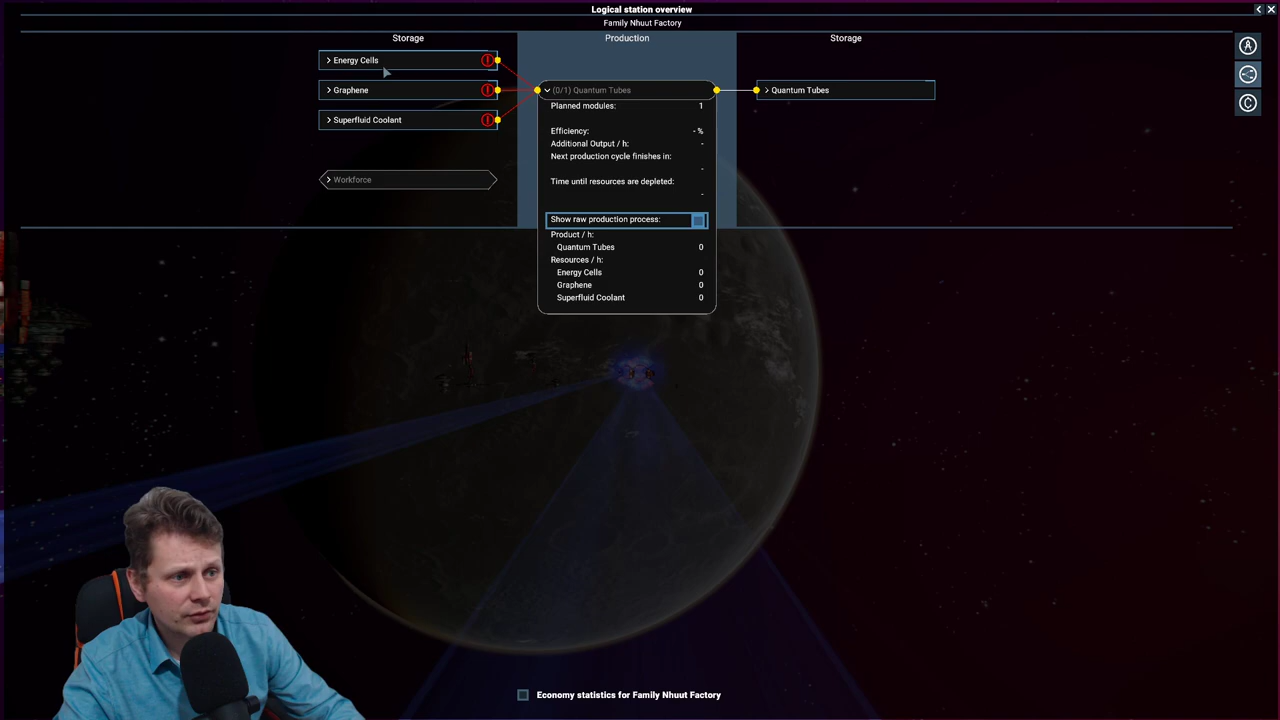 Logical station overview
Family Nhuut Factory
Storage
Production
Storage
Energy Cells
Graphene
Superfluid Coolant
Workforce
(0/1) Quantum Tubes
Planned modules: 1
Efficiency: - %
Additional Output / h: -
Next production cycle finishes in:
-
Time until resources are depleted:
-
Show raw production process:
Product / h:
Quantum Tubes 0
Resources / h:
Energy Cells 0
Graphene 0
Superfluid Coolant 0
Quantum Tubes
Economy statistics for Family Nhuut Factory